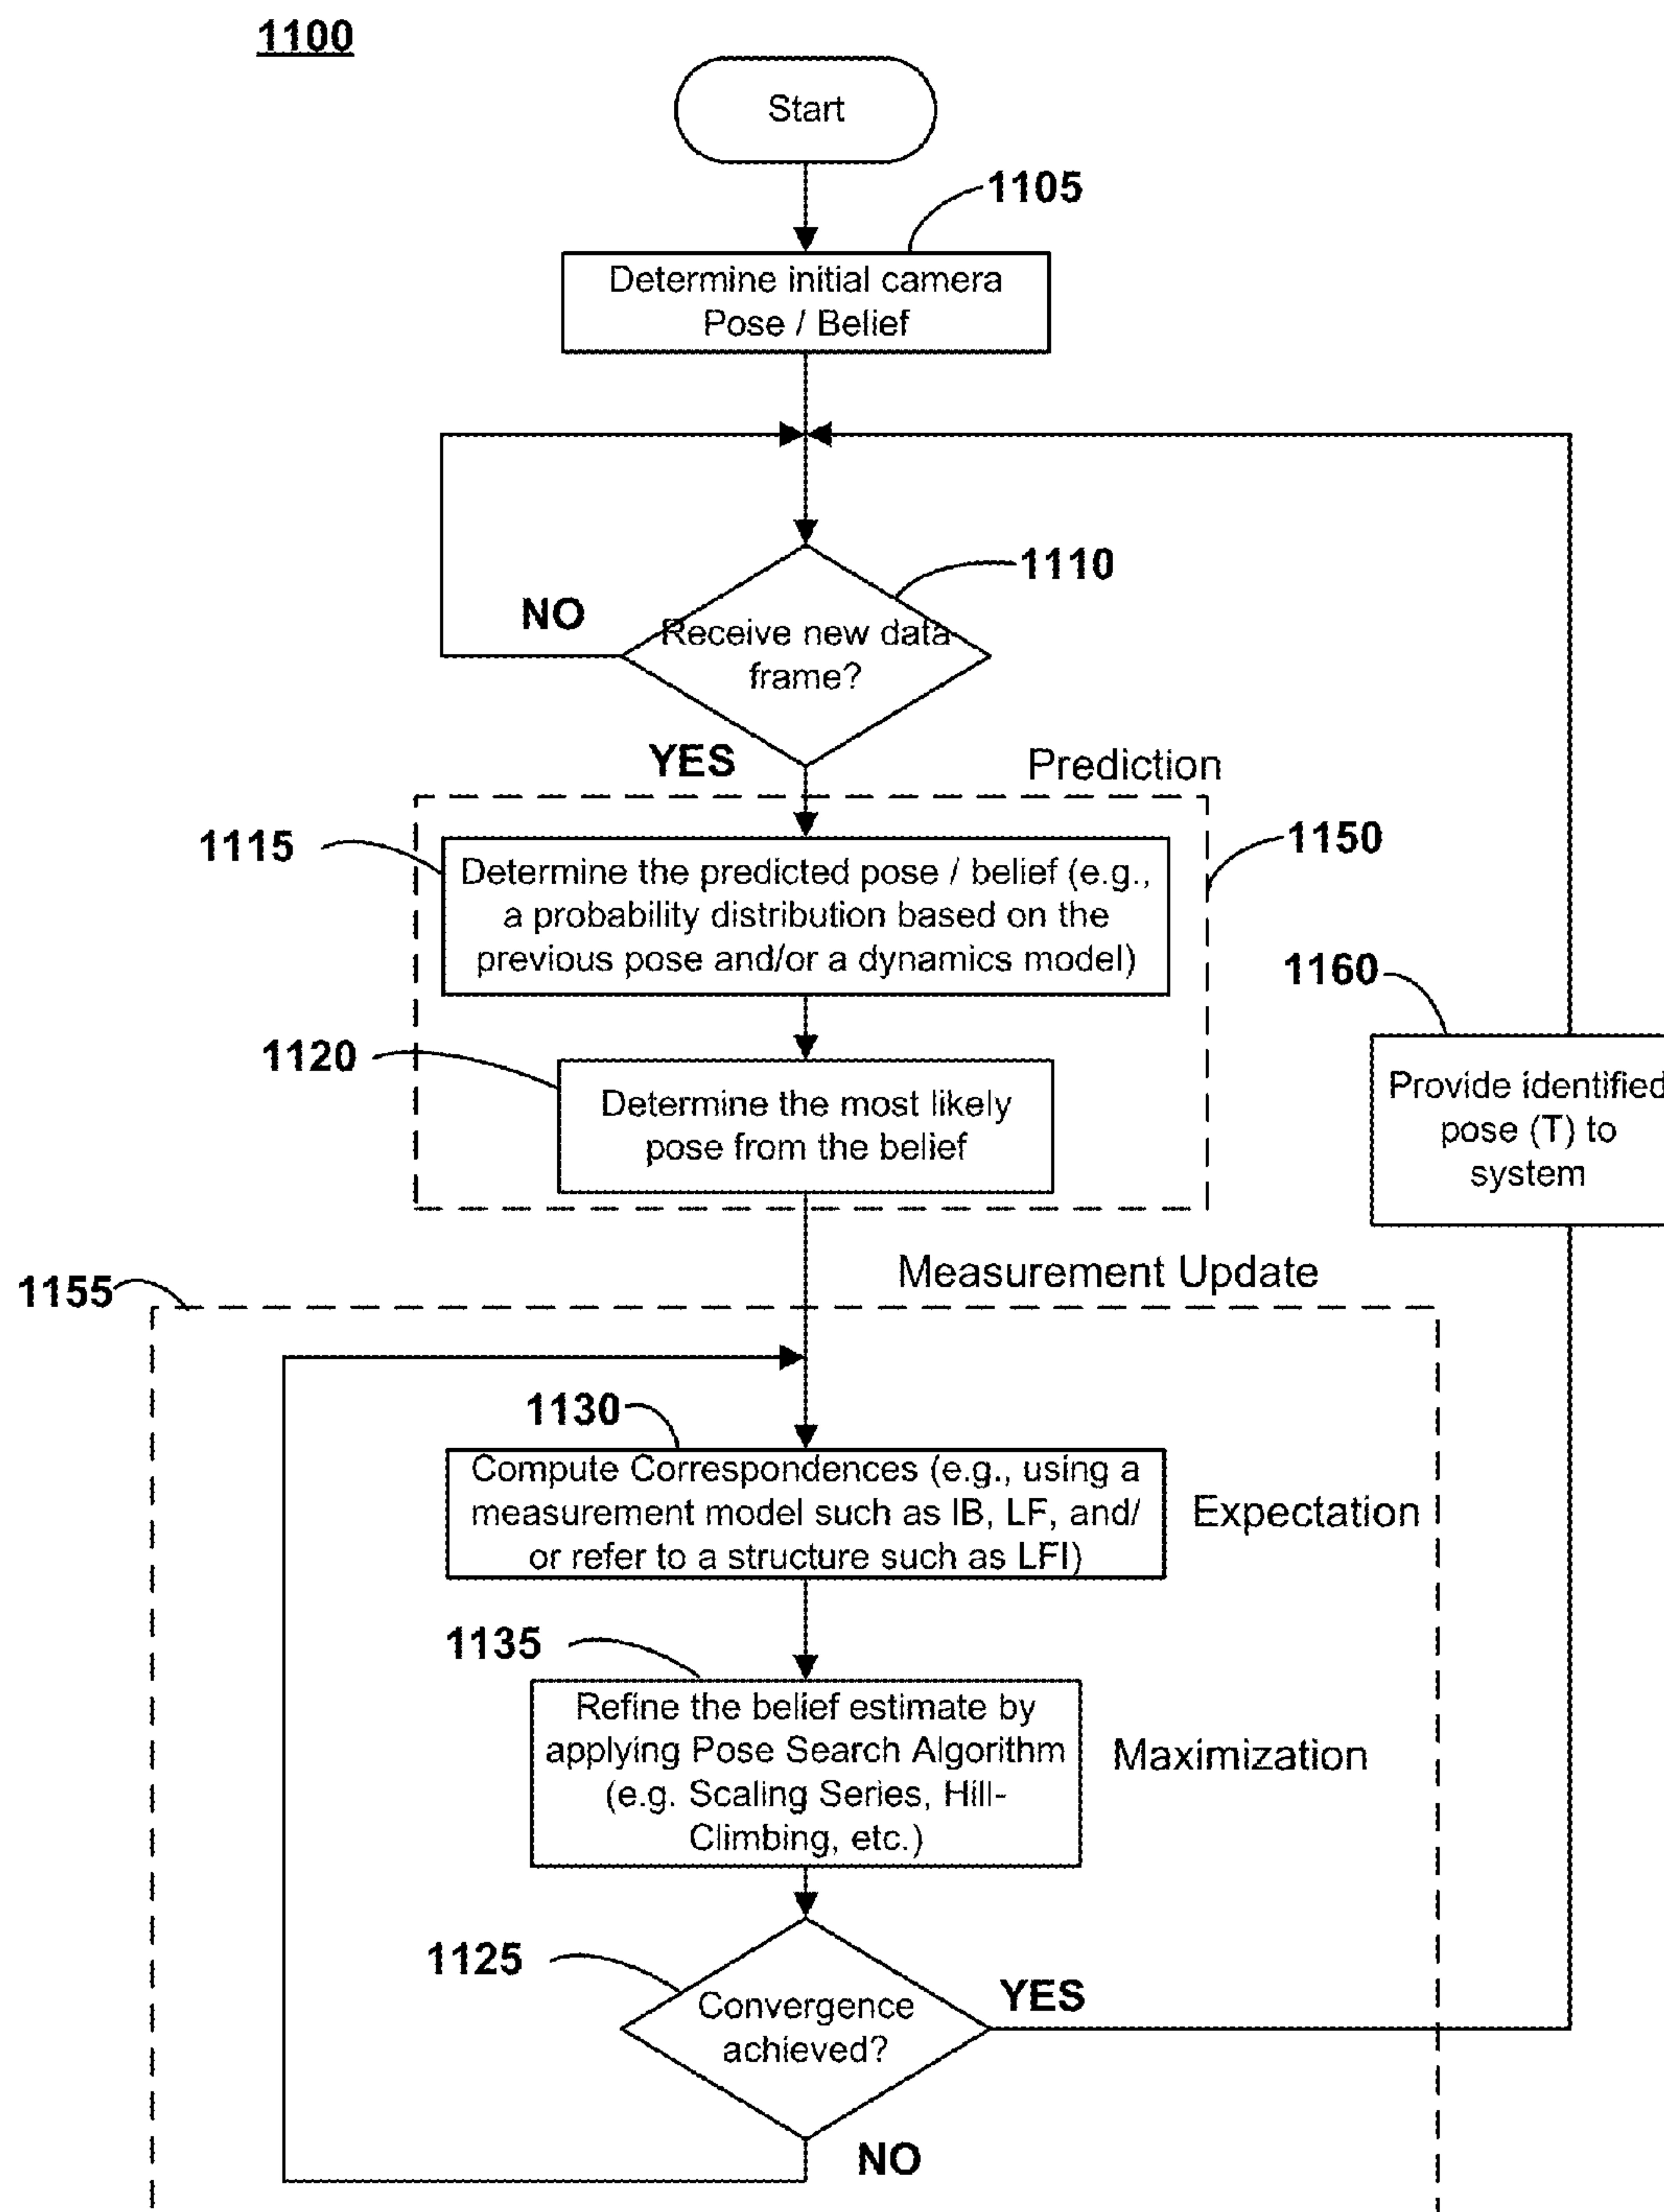 1100
Start
1105
Determine initial camera
Pose / Belief
1110
NO
Receive new data
frame?
YES
Prediction
1115
1150
Determine the predicted pose / belief (e.g.,
a probability distribution based on the
previous pose and/or a dynamics model)
1160
1120
Determine the most likely
pose from the belief
Provide identified
pose (T) to
system
Measurement Update
1155
1130
Compute Correspondences (e.g., using a
measurement model such as IB, LF, and/
or refer to a structure such as LFI)
Expectation
1135
Refine the belief estimate by
applying Pose Search Algorithm
(e.g. Scaling Series, Hill-
Climbing, etc.)
Maximization
1125
Convergence
achieved?
YES
NO